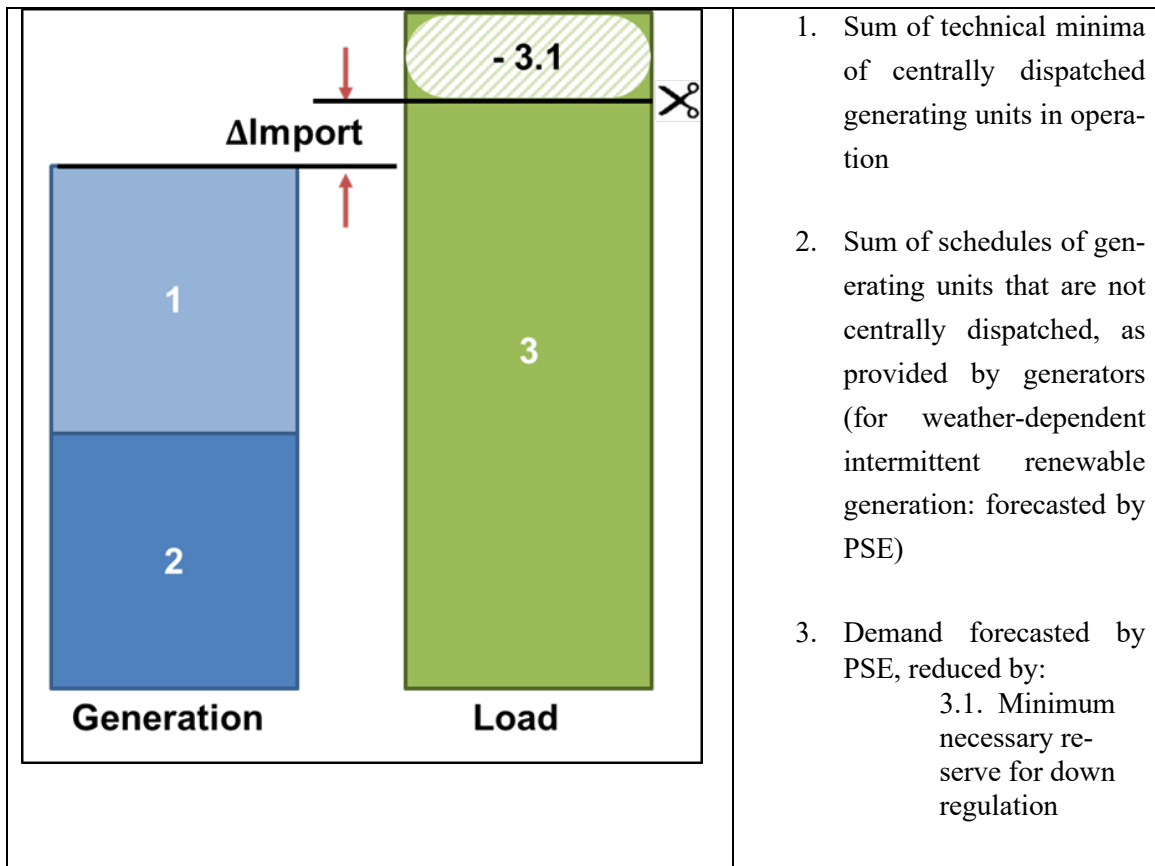 - 3.1
ΔImport
1
3
2
Generation
Load
1. Sum of technical minima
of centrally dispatched
generating units in opera-
tion
2. Sum of schedules of gen-
erating units that are not
centrally dispatched, as
provided by generators
(for weather-dependent
intermittent renewable
generation: forecasted by
PSE)
3. Demand forecasted by
PSE, reduced by:
3.1. Minimum
necessary re-
serve for down
regulation